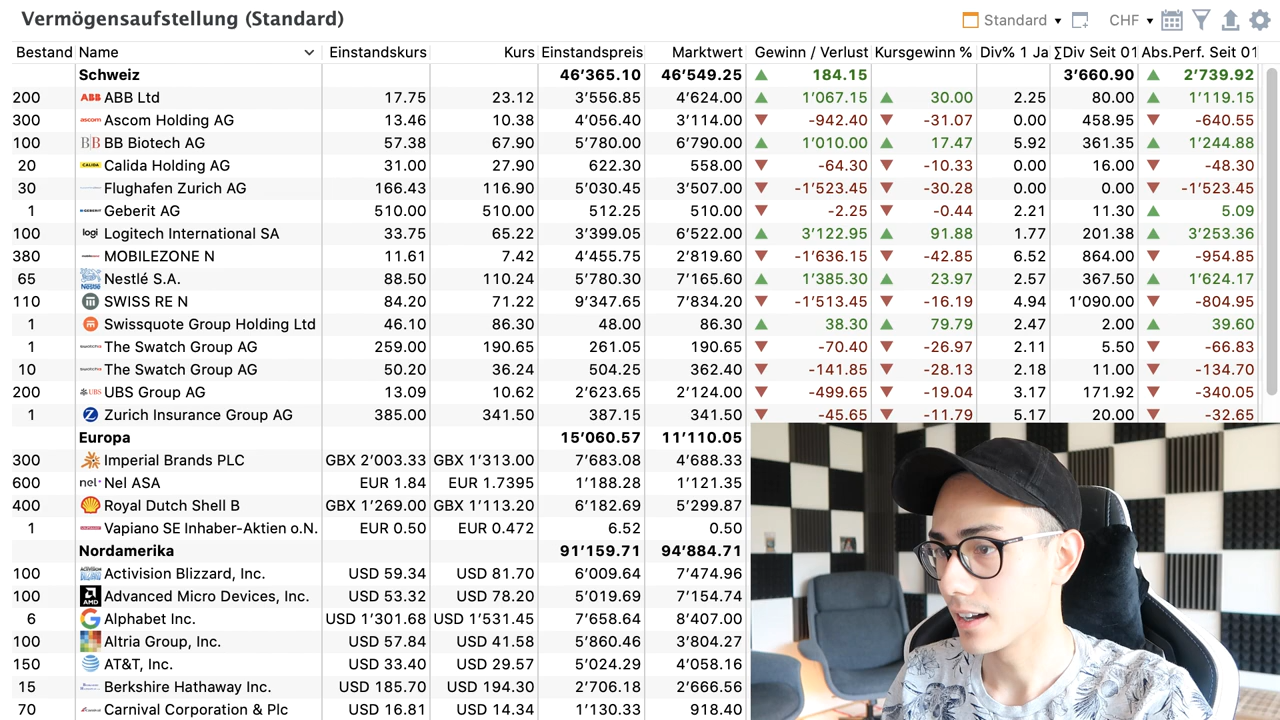 Vermögensaufstellung (Standard)
Standard CHF
Bestand Name Einstandskurs Kurs Einstandspreis Marktwert Gewinn / Verlust Kursgewinn % Div% 1 Ja ∑Div Seit 01 Abs.Perf. Seit 01
Schweiz 46’365.10 46’549.25 184.15 3’660.90 2’739.92
200 ABB ABB Ltd 17.75 23.12 3’556.85 4’624.00 1’067.15 30.00 2.25 80.00 1’119.15
300 ascom Ascom Holding AG 13.46 10.38 4’056.40 3’114.00 -942.40 -31.07 0.00 458.95 -640.55
100 B|B BB Biotech AG 57.38 67.90 5’780.00 6’790.00 1’010.00 17.47 5.92 361.35 1’244.88
20 CALIDA Calida Holding AG 31.00 27.90 622.30 558.00 -64.30 -10.33 0.00 16.00 -48.30
30 Flughafen Zurich AG 166.43 116.90 5’030.45 3’507.00 -1’523.45 -30.28 0.00 0.00 -1’523.45
1 GEBERIT Geberit AG 510.00 510.00 512.25 510.00 -2.25 -0.44 2.21 11.30 5.09
100 logi Logitech International SA 33.75 65.22 3’399.05 6’522.00 3’122.95 91.88 1.77 201.38 3’253.36
380 MOBILEZONE N 11.61 7.42 4’455.75 2’819.60 -1’636.15 -42.85 6.52 864.00 -954.85
65 Nestlé Nestlé S.A. 88.50 110.24 5’780.30 7’165.60 1’385.30 23.97 2.57 367.50 1’624.17
110 SWISS RE N 84.20 71.22 9’347.65 7’834.20 -1’513.45 -16.19 4.94 1’090.00 -804.95
1 Swissquote Group Holding Ltd 46.10 86.30 48.00 86.30 38.30 79.79 2.47 2.00 39.60
1 The Swatch Group AG 259.00 190.65 261.05 190.65 -70.40 -26.97 2.11 5.50 -66.83
10 The Swatch Group AG 50.20 36.24 504.25 362.40 -141.85 -28.13 2.18 11.00 -134.70
200 UBS UBS Group AG 13.09 10.62 2’623.65 2’124.00 -499.65 -19.04 3.17 171.92 -340.05
1 Z Zurich Insurance Group AG 385.00 341.50 387.15 341.50 -45.65 -11.79 5.17 20.00 -32.65
Europa 15’060.57 11’110.05
300 Imperial Brands PLC GBX 2’003.33 GBX 1’313.00 7’683.08 4’688.33
600 nel• Nel ASA EUR 1.84 EUR 1.7395 1’188.28 1’121.35
400 Royal Dutch Shell B GBX 1’269.00 GBX 1’113.20 6’182.69 5’299.87
1 Vapiano SE Inhaber-Aktien o.N. EUR 0.50 EUR 0.472 6.52 0.50
Nordamerika 91’159.71 94’884.71
100 Activision Blizzard, Inc. USD 59.34 USD 81.70 6’009.64 7’474.96
100 AMD Advanced Micro Devices, Inc. USD 53.32 USD 78.20 5’019.69 7’154.74
6 G Alphabet Inc. USD 1’301.68 USD 1’531.45 7’658.64 8’407.00
100 Altria Group, Inc. USD 57.84 USD 41.58 5’860.46 3’804.27
150 AT&T, Inc. USD 33.40 USD 29.57 5’024.29 4’058.16
15 Berkshire Hathaway Inc. USD 185.70 USD 194.30 2’706.18 2’666.56
70 Carnival Corporation & Plc USD 16.81 USD 14.34 1’130.33 918.40